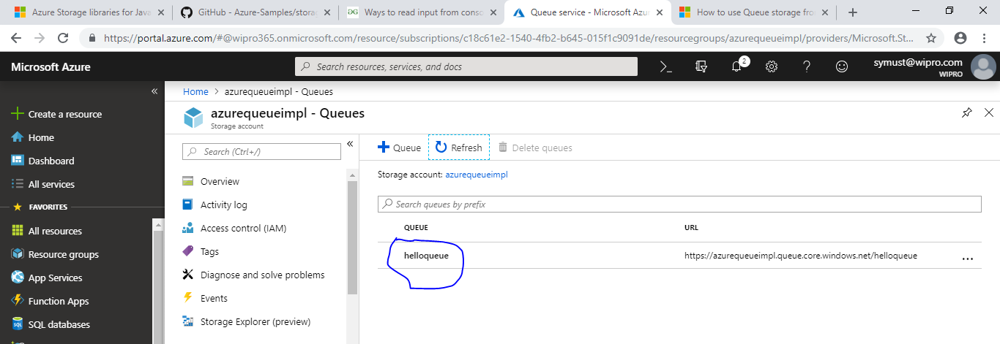 Azure Storage libraries for Java
GitHub - Azure-Samples/storag
Ways to read input from conso
Queue service - Microsoft Azur
How to use Queue storage fro
https://portal.azure.com/#@wipro365.onmicrosoft.com/resource/subscriptions/c18c61e2-1540-4fb2-b645-015f1c9091de/resourcegroups/azurequeueimpl/providers/Microsoft.St...
Microsoft Azure
Search resources, services, and docs
2
symust@wipro.com
WIPRO
Create a resource
Home
Dashboard
All services
FAVORITES
All resources
Resource groups
App Services
Function Apps
SQL databases
Home > azurequeueimpl - Queues
azurequeueimpl - Queues
Storage account
Search (Ctrl+/)
Overview
Activity log
Access control (IAM)
Tags
Diagnose and solve problems
Events
Storage Explorer (preview)
Queue
Refresh
Delete queues
Storage account: azurequeueimpl
Search queues by prefix
QUEUE URL
helloqueue https://azurequeueimpl.queue.core.windows.net/helloqueue